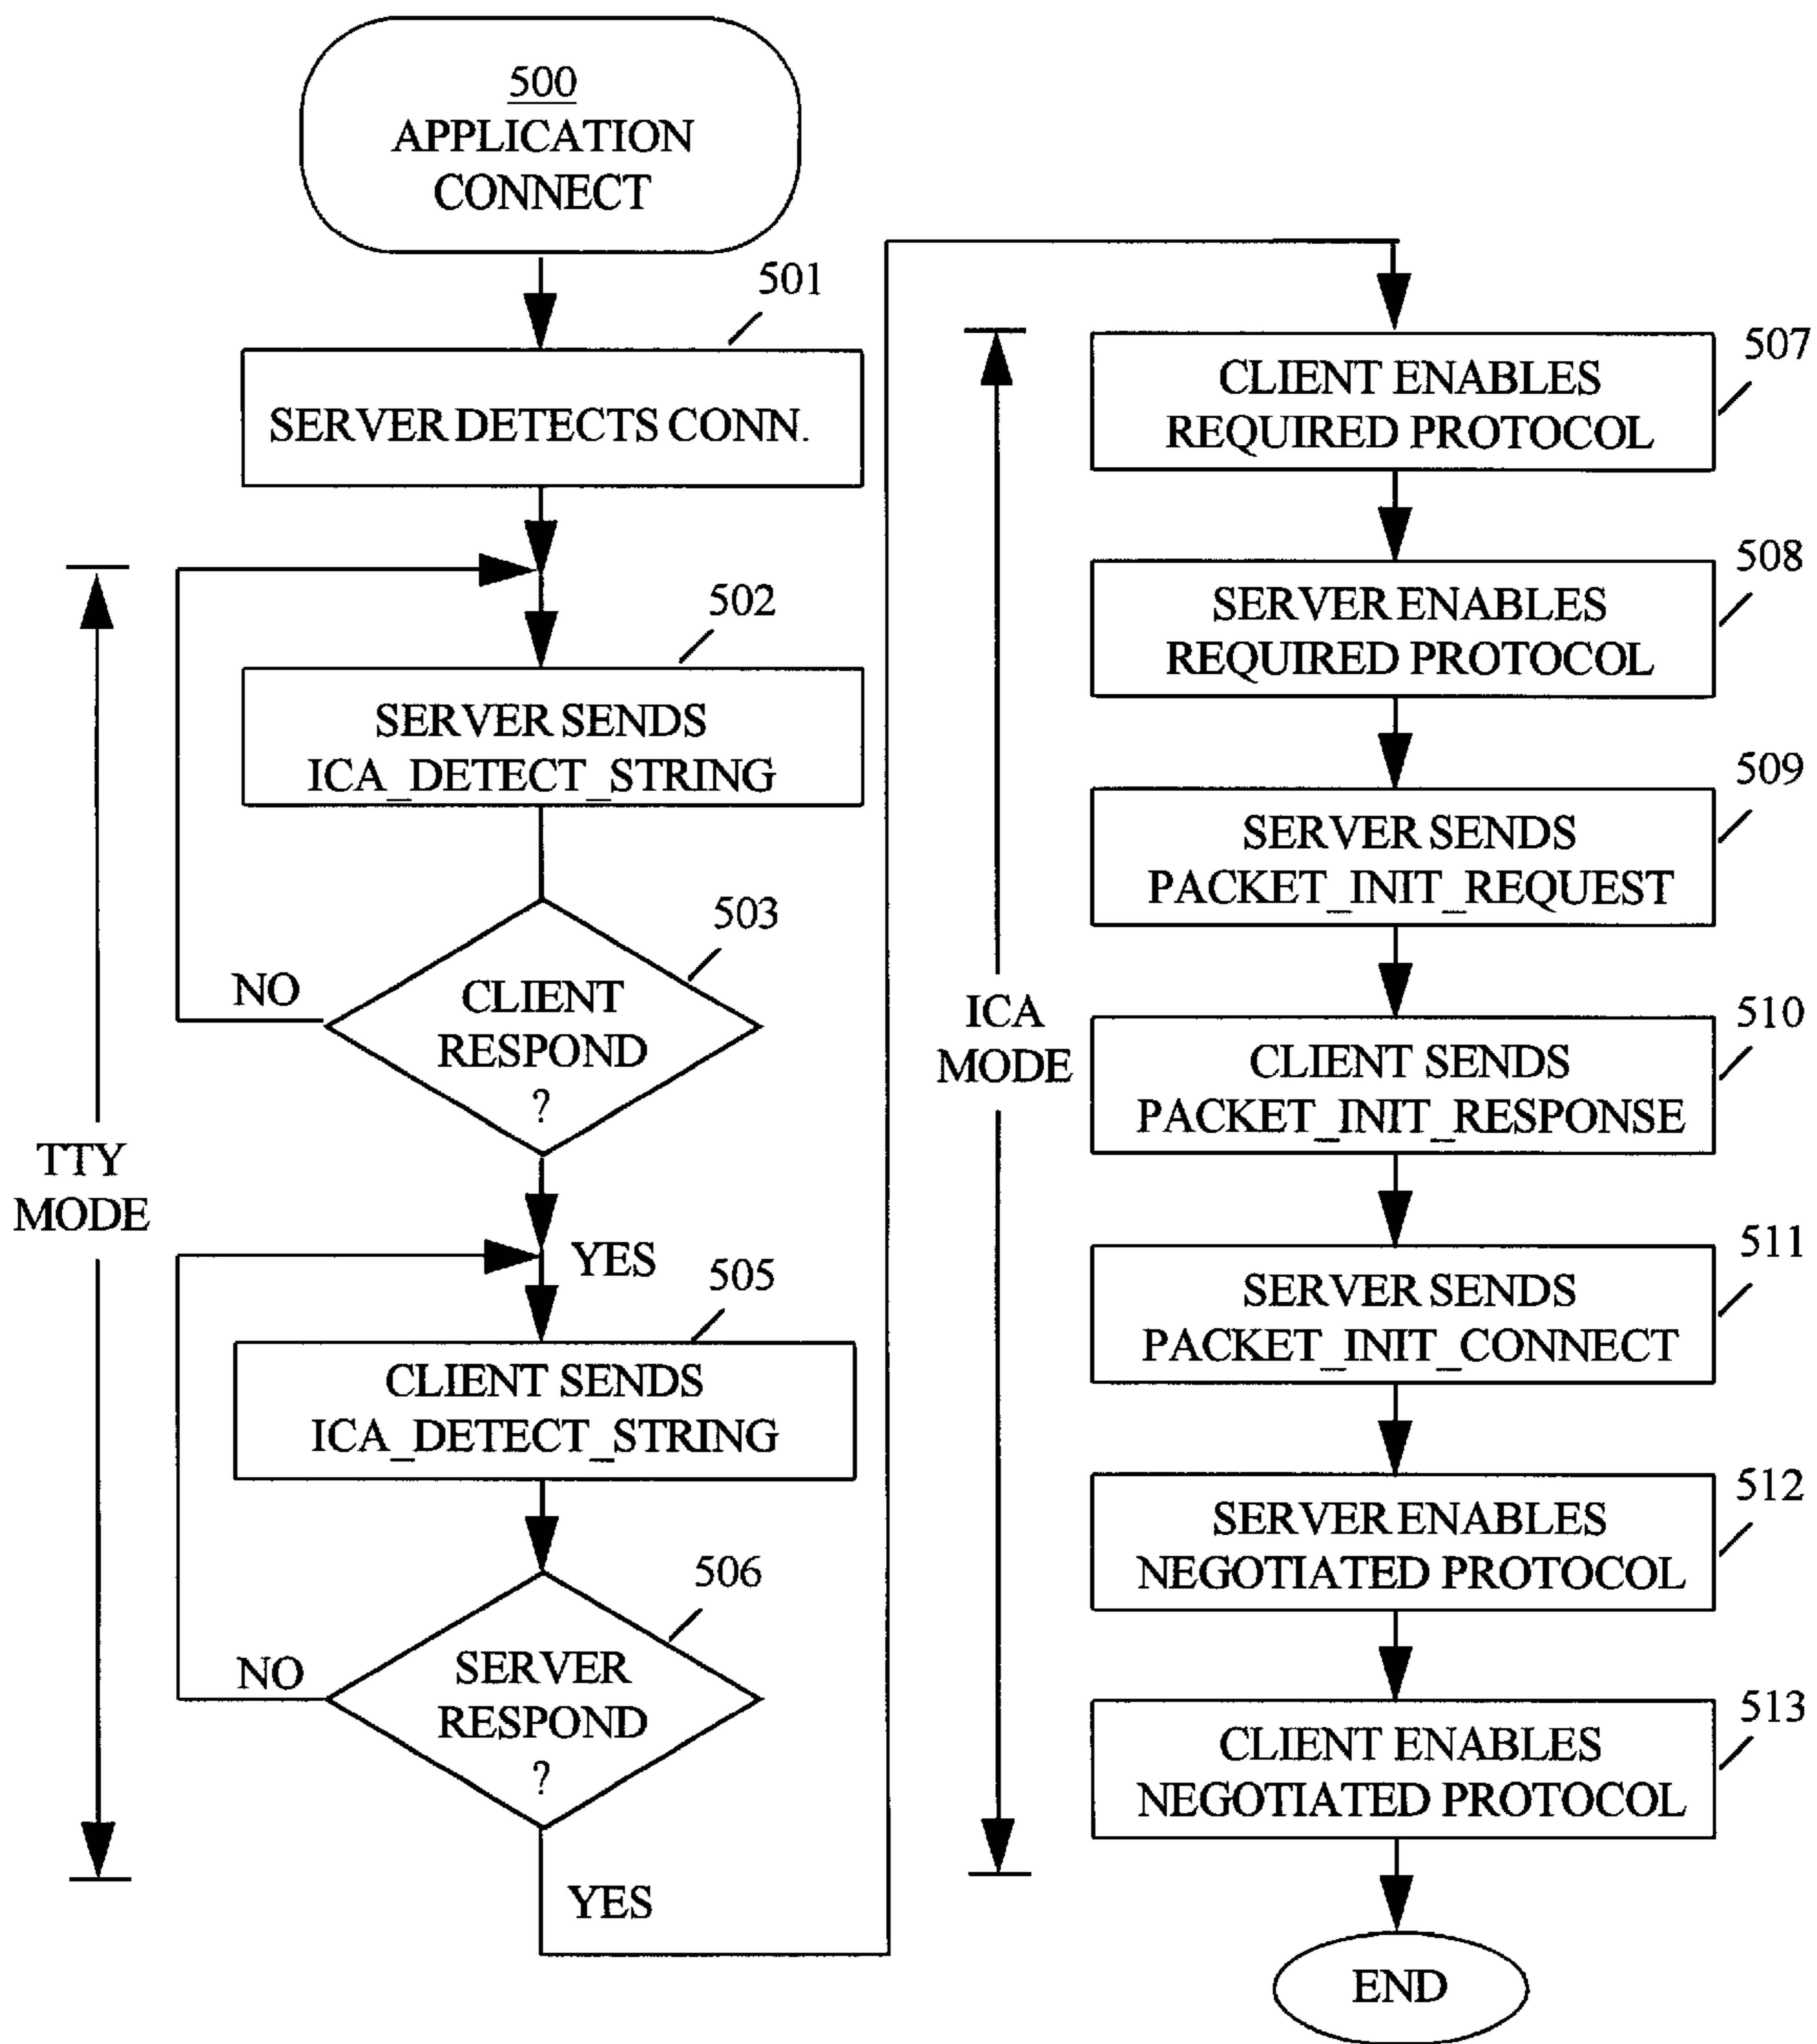 500
APPLICATION
CONNECT
501
SERVER DETECTS CONN.
502
SERVER SENDS
ICA_DETECT_STRING
503
NO
CLIENT
RESPOND
?
TTY
MODE
YES
505
CLIENT SENDS
ICA_DETECT_STRING
506
NO
SERVER
RESPOND
?
YES
507
CLIENT ENABLES
REQUIRED PROTOCOL
508
SERVER ENABLES
REQUIRED PROTOCOL
509
SERVER SENDS
PACKET_INIT_REQUEST
ICA
MODE
510
CLIENT SENDS
PACKET_INIT_RESPONSE
511
SERVER SENDS
PACKET_INIT_CONNECT
512
SERVER ENABLES
NEGOTIATED PROTOCOL
513
CLIENT ENABLES
NEGOTIATED PROTOCOL
END